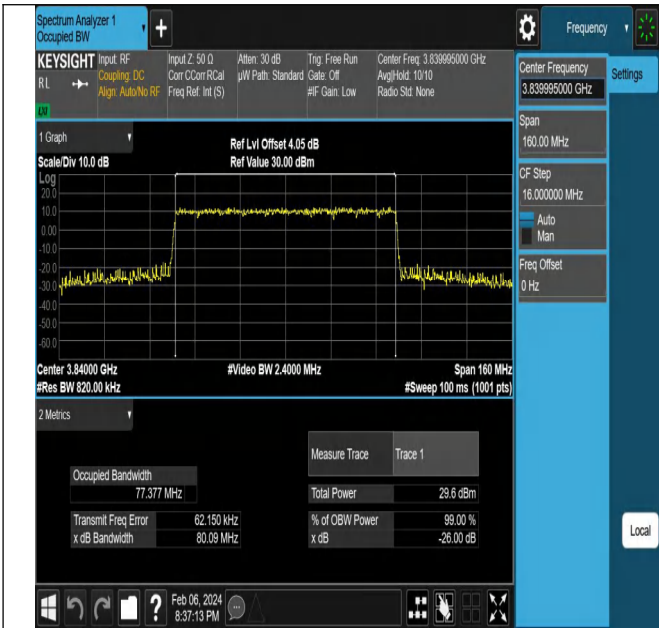 Spectrum Analyzer 1
Occupied BW
Frequency
KEYSIGHT
RL
LXI
Input: RF
Coupling: DC
Align: Auto/No RF
Input Z: 50 Ω
Corr CCorr RCal
Freq Ref: Int (S)
Atten: 30 dB
µW Path: Standard
Trig: Free Run
Gate: Off
#IF Gain: Low
Center Freq: 3.839995000 GHz
Avg|Hold: 10/10
Radio Std: None
Center Frequency
3.839995000 GHz
Settings
Span
160.00 MHz
CF Step
16.000000 MHz
Auto
Man
Freq Offset
0 Hz
1 Graph
Scale/Div 10.0 dB
Ref Lvl Offset 4.05 dB
Ref Value 30.00 dBm
Log
20.0
10.0
0.00
-10.0
-20.0
-30.0
-40.0
-50.0
-60.0
Center 3.84000 GHz
#Video BW 2.4000 MHz
Span 160 MHz
#Res BW 820.00 kHz
#Sweep 100 ms (1001 pts)
2 Metrics
Measure Trace Trace 1
Occupied Bandwidth
77.377 MHz
Total Power 29.6 dBm
Transmit Freq Error 62.150 kHz
% of OBW Power 99.00 %
x dB Bandwidth 80.09 MHz
x dB -26.00 dB
Local
?
Feb 06, 2024
8:37:13 PM